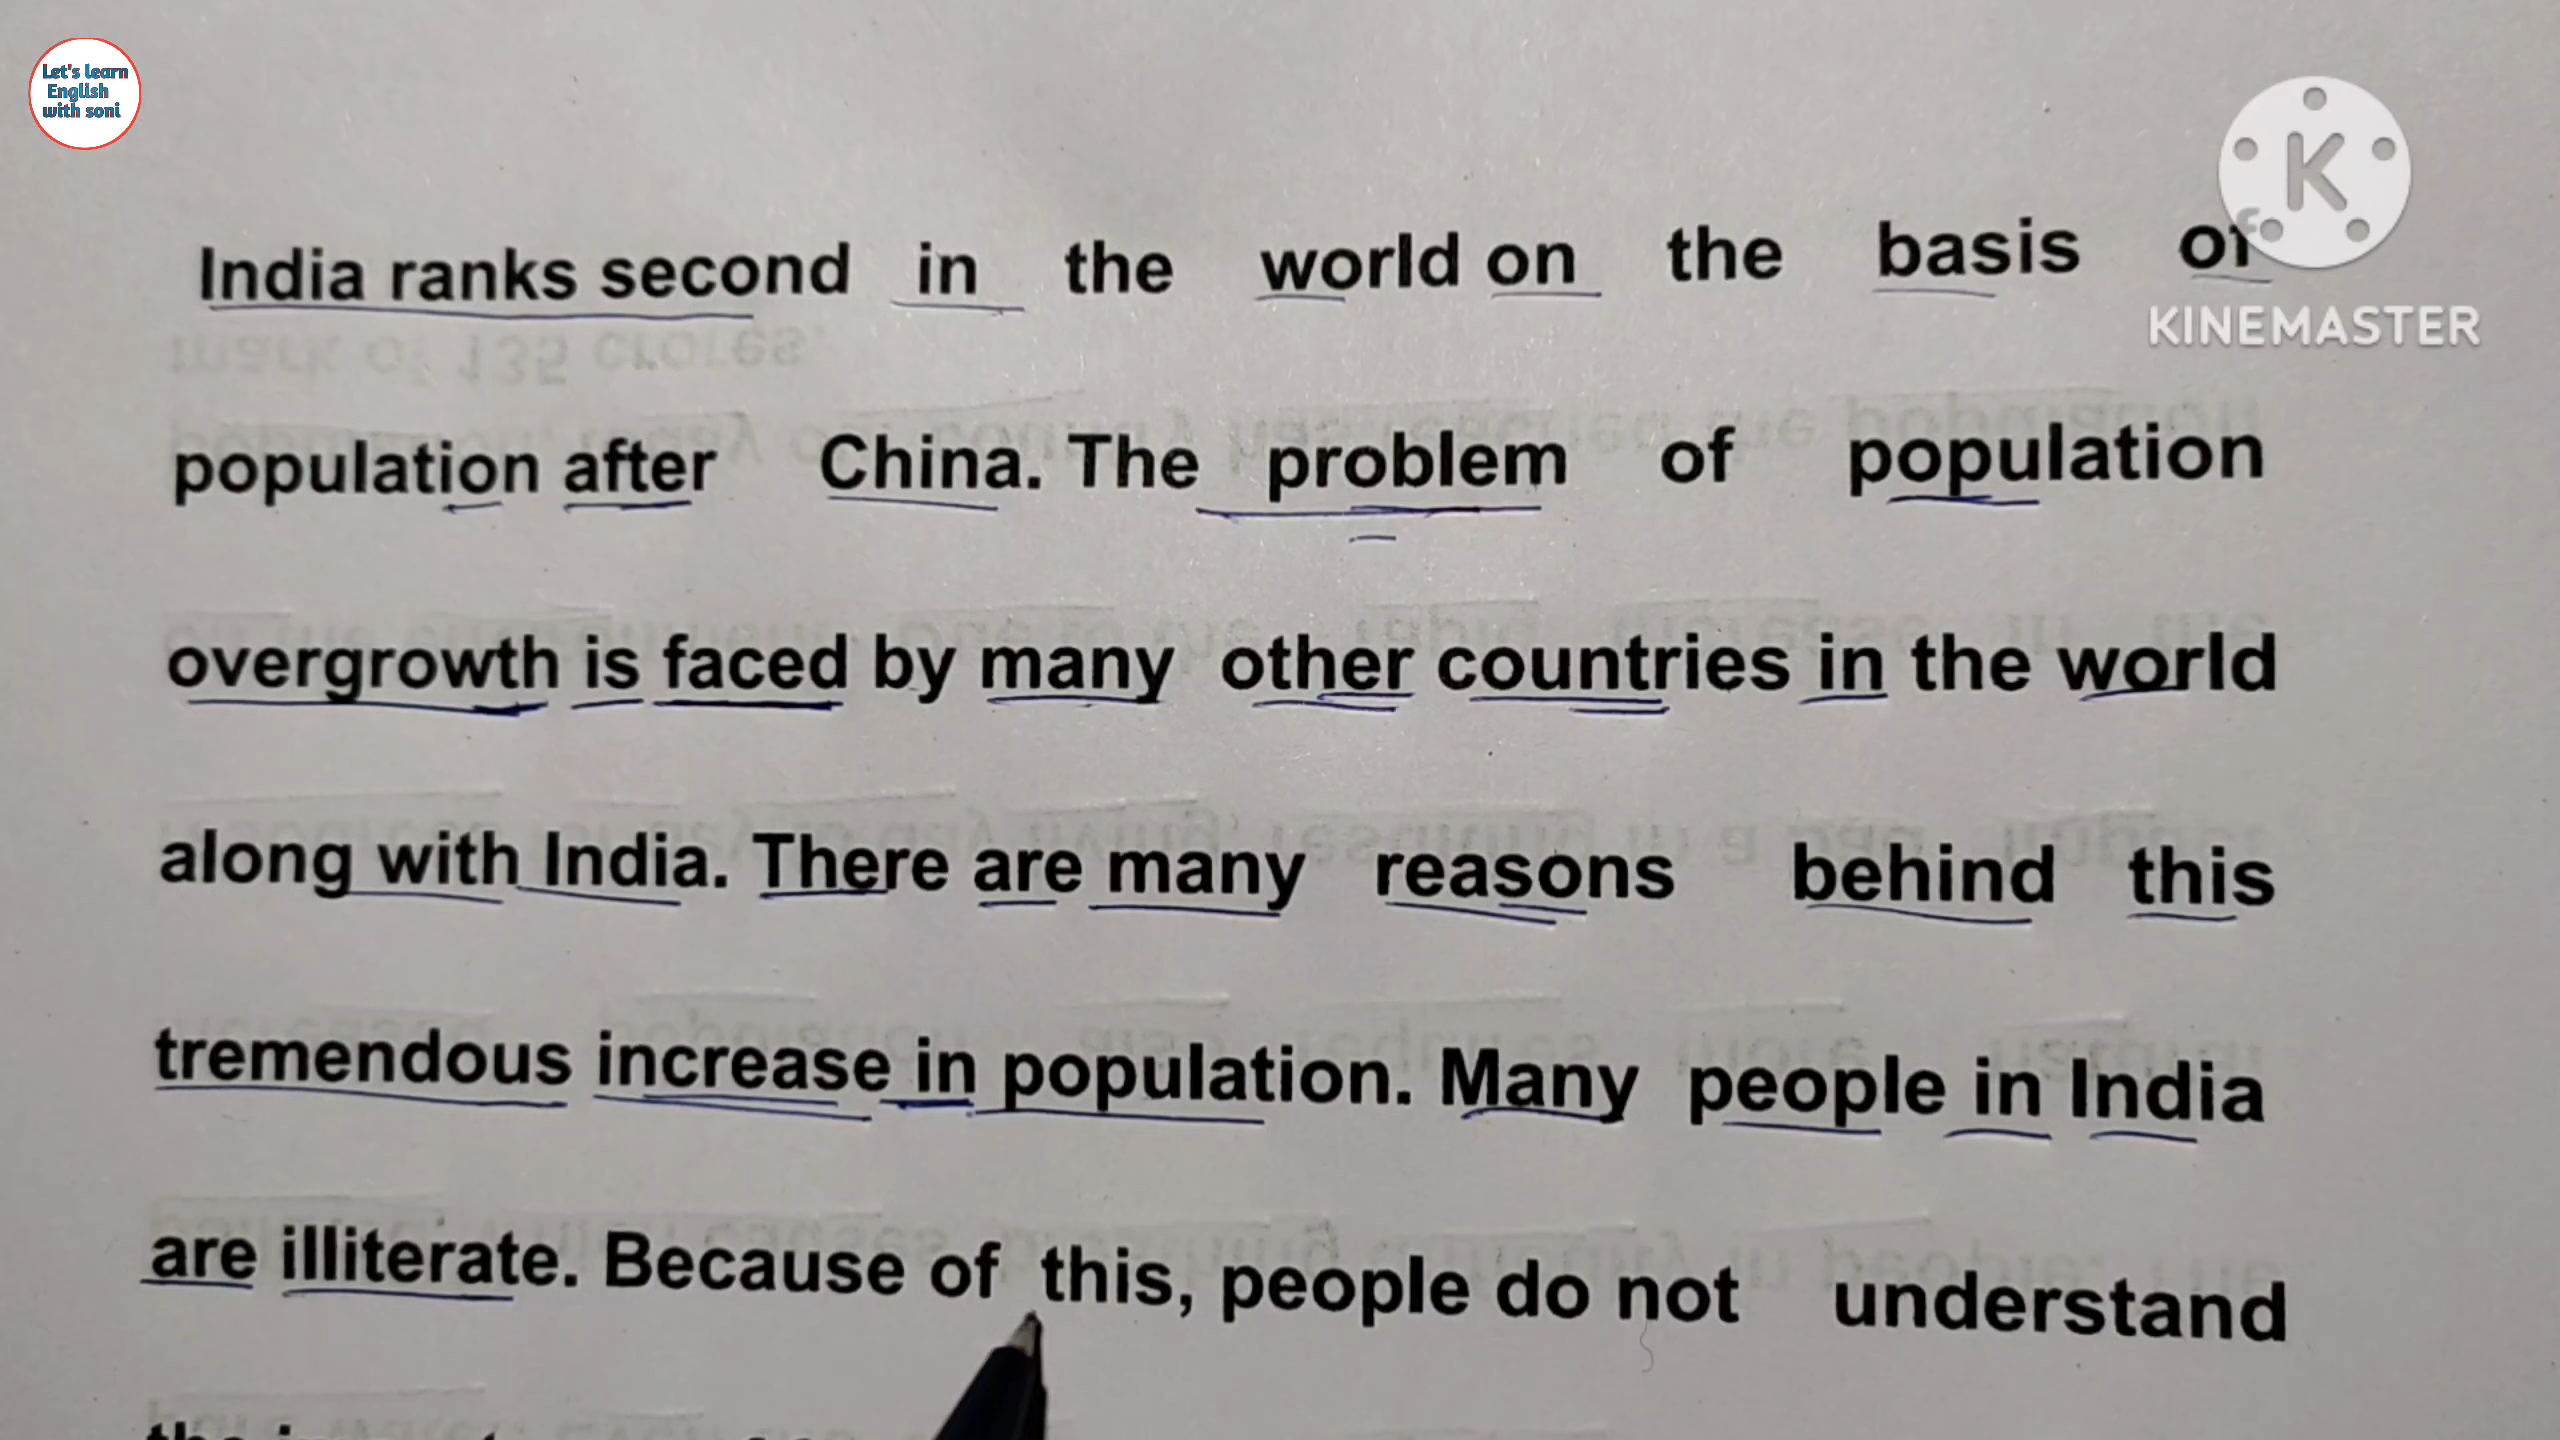 Let's learn
English
with soni
KINEMASTER
India ranks second in the world on the basis of
population after China. The problem of population
overgrowth is faced by many other countries in the world
along with India. There are many reasons behind this
tremendous increase in population. Many people in India
are illiterate. Because of this, people do not understand